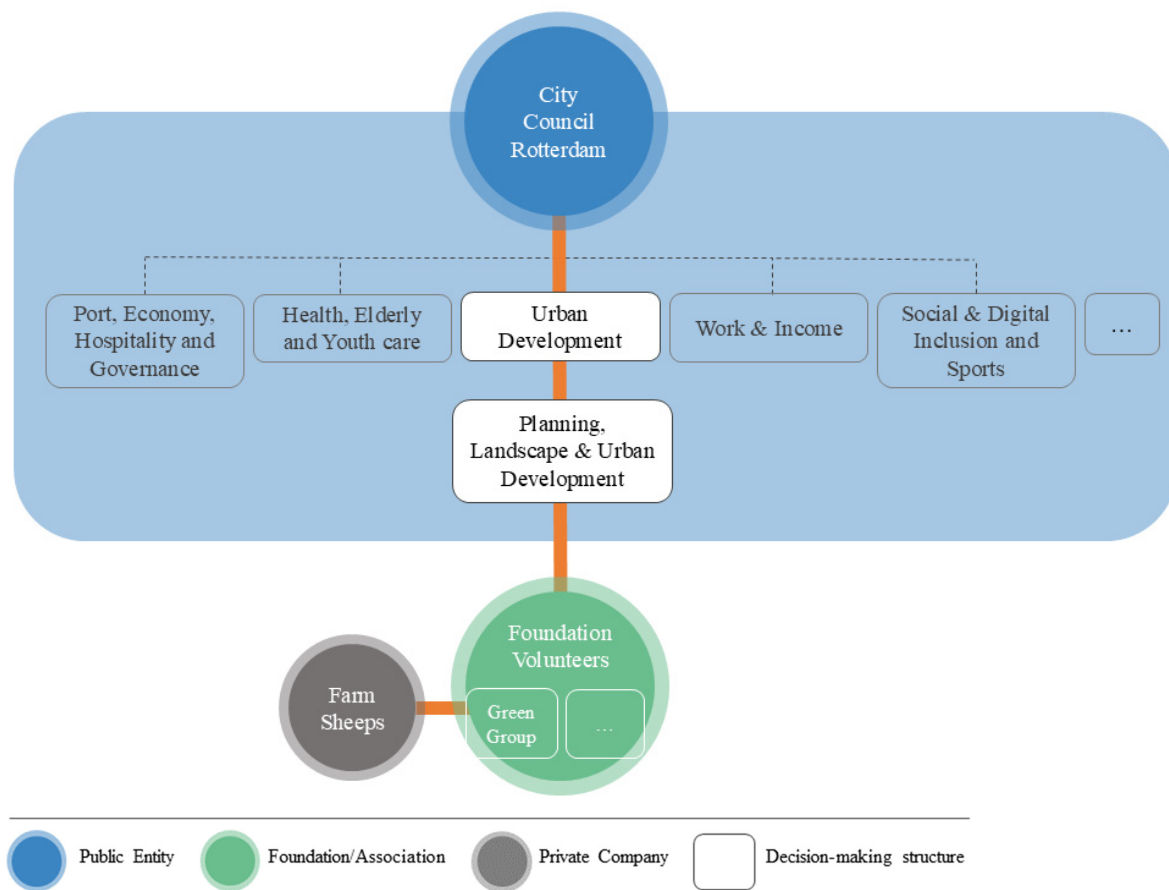 City
Council
Rotterdam
Port, Economy,
Hospitality and
Governance
Health, Elderly
and Youth care
Urban
Development
Work & Income
Social & Digital
Inclusion and
Sports
...
Planning,
Landscape & Urban
Development
Foundation
Volunteers
Farm
Sheeps
Green
Group
...
Public Entity
Foundation/Association
Private Company
Decision-making structure